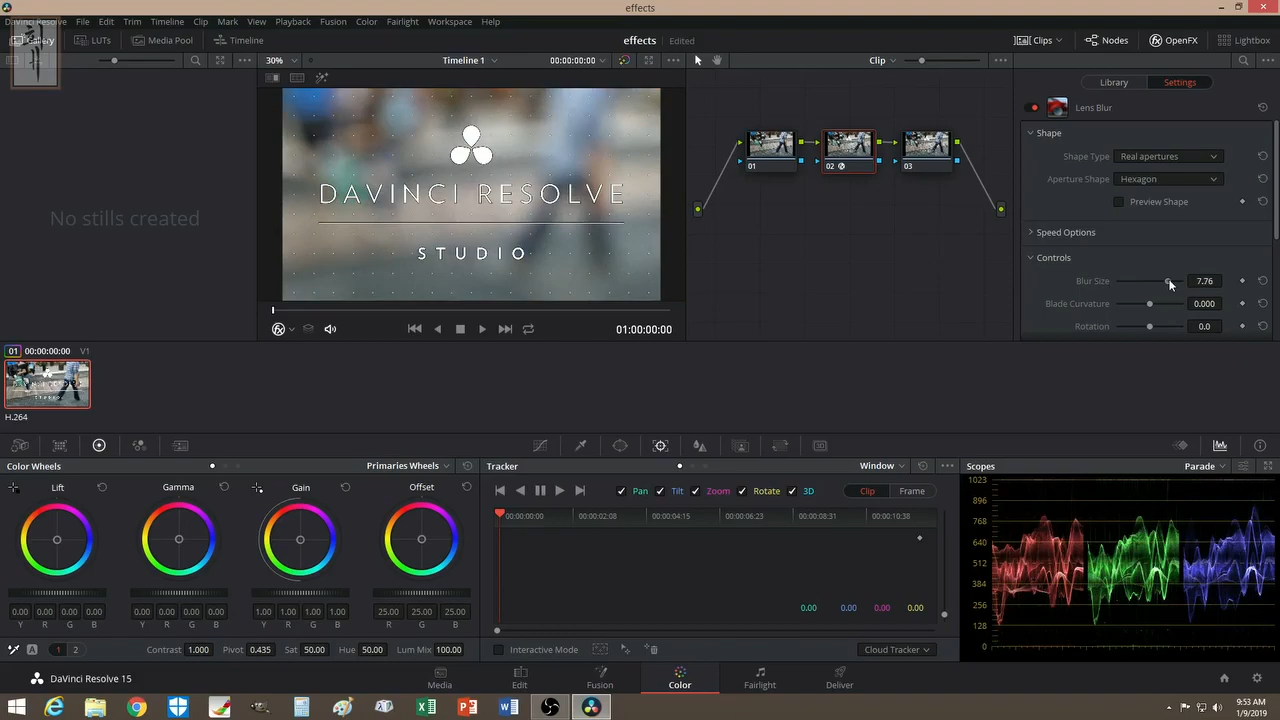 effects
DaVinci Resolve File Edit Trim Timeline Clip Mark View Playback Fusion Color Fairlight Workspace Help
Gallery LUTs Media Pool Timeline effects Edited Clips Nodes OpenFX Lightbox
30% Timeline 1 00:00:00:00 Clip
Library Settings
Lens Blur
Shape
Shape Type Real apertures
Aperture Shape Hexagon
Preview Shape
Speed Options
Controls
Blur Size 7.76
Blade Curvature 0.000
Rotation 0.0
No stills created
DAVINCI RESOLVE
STUDIO
01 02 03
01:00:00:00
01 00:00:00:00 V1
H.264
Color Wheels Primaries Wheels Tracker Window Scopes Parade
Lift Gamma Gain Offset
Pan Tilt Zoom Rotate 3D Clip Frame
00:00:00:00 00:00:02:08 00:00:04:15 00:00:06:23 00:00:08:31 00:00:10:38
0.00 0.00 0.00 0.00
0.00 0.00 0.00 0.00 0.00 0.00 0.00 0.00 1.00 1.00 1.00 1.00 25.00 25.00 25.00
Y R G B Y R G B Y R G B R G B
1023
896
768
640
512
384
256
128
0
A 1 2 Contrast 1.000 Pivot 0.435 Sat 50.00 Hue 50.00 Lum Mix 100.00
Interactive Mode Cloud Tracker
DaVinci Resolve 15 Media Edit Fusion Color Fairlight Deliver
9:53 AM
1/9/2019